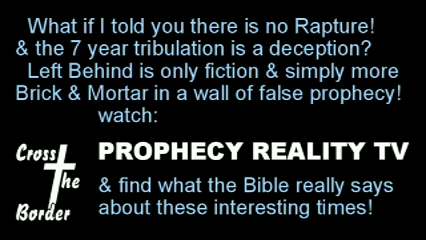 What if I told you there is no Rapture!
& the 7 year tribulation is a deception?
Left Behind is only fiction & simply more
Brick & Mortar in a wall of false prophecy!
watch:
PROPHECY REALITY TV
Cross
The
Border
& find what the Bible really says
about these interesting times!